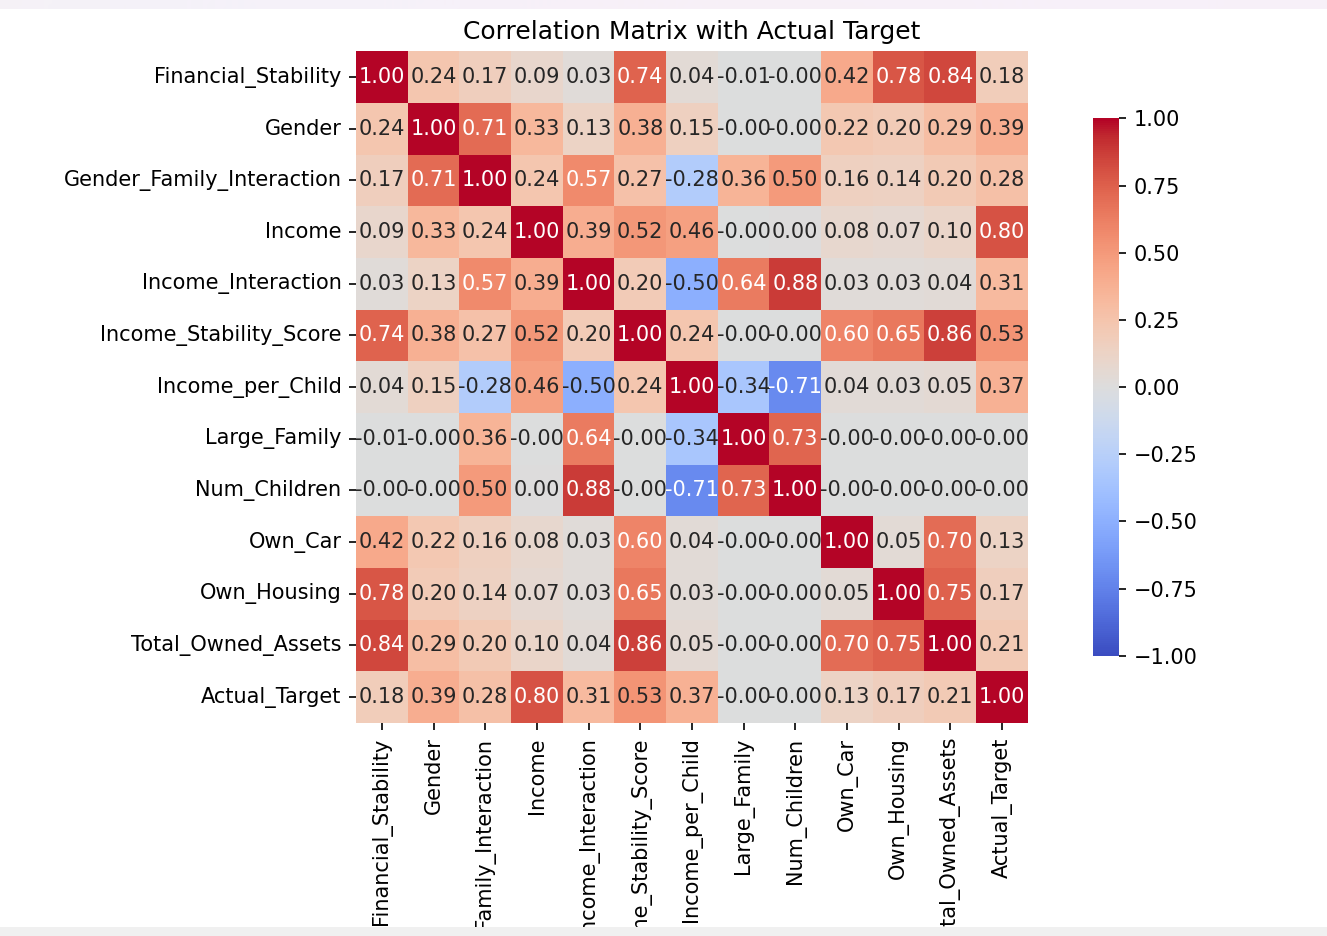 Correlation Matrix with Actual Target
Financial_Stability 1.00 0.24 0.17 0.09 0.03 0.74 0.04 -0.01 -0.00 0.42 0.78 0.84 0.18
Gender 0.24 1.00 0.71 0.33 0.13 0.38 0.15 -0.00 -0.00 0.22 0.20 0.29 0.39
Gender_Family_Interaction 0.17 0.71 1.00 0.24 0.57 0.27 -0.28 0.36 0.50 0.16 0.14 0.20 0.28
Income 0.09 0.33 0.24 1.00 0.39 0.52 0.46 -0.00 0.00 0.08 0.07 0.10 0.80
Income_Interaction 0.03 0.13 0.57 0.39 1.00 0.20 -0.50 0.64 0.88 0.03 0.03 0.04 0.31
Income_Stability_Score 0.74 0.38 0.27 0.52 0.20 1.00 0.24 -0.00 -0.00 0.60 0.65 0.86 0.53
Income_per_Child 0.04 0.15 -0.28 0.46 -0.50 0.24 1.00 -0.34 -0.71 0.04 0.03 0.05 0.37
Large_Family -0.01 -0.00 0.36 -0.00 0.64 -0.00 -0.34 1.00 0.73 -0.00 -0.00 -0.00 -0.00
Num_Children -0.00 -0.00 0.50 0.00 0.88 -0.00 -0.71 0.73 1.00 -0.00 -0.00 -0.00 -0.00
Own_Car 0.42 0.22 0.16 0.08 0.03 0.60 0.04 -0.00 -0.00 1.00 0.05 0.70 0.13
Own_Housing 0.78 0.20 0.14 0.07 0.03 0.65 0.03 -0.00 -0.00 0.05 1.00 0.75 0.17
Total_Owned_Assets 0.84 0.29 0.20 0.10 0.04 0.86 0.05 -0.00 -0.00 0.70 0.75 1.00 0.21
Actual_Target 0.18 0.39 0.28 0.80 0.31 0.53 0.37 -0.00 -0.00 0.13 0.17 0.21 1.00
Financial_Stability
Gender
Family_Interaction
Income
ncome_Interaction
ne_Stability_Score
Income_per_Child
Large_Family
Num_Children
Own_Car
Own_Housing
tal_Owned_Assets
Actual_Target
1.00
0.75
0.50
0.25
0.00
−0.25
−0.50
−0.75
−1.00